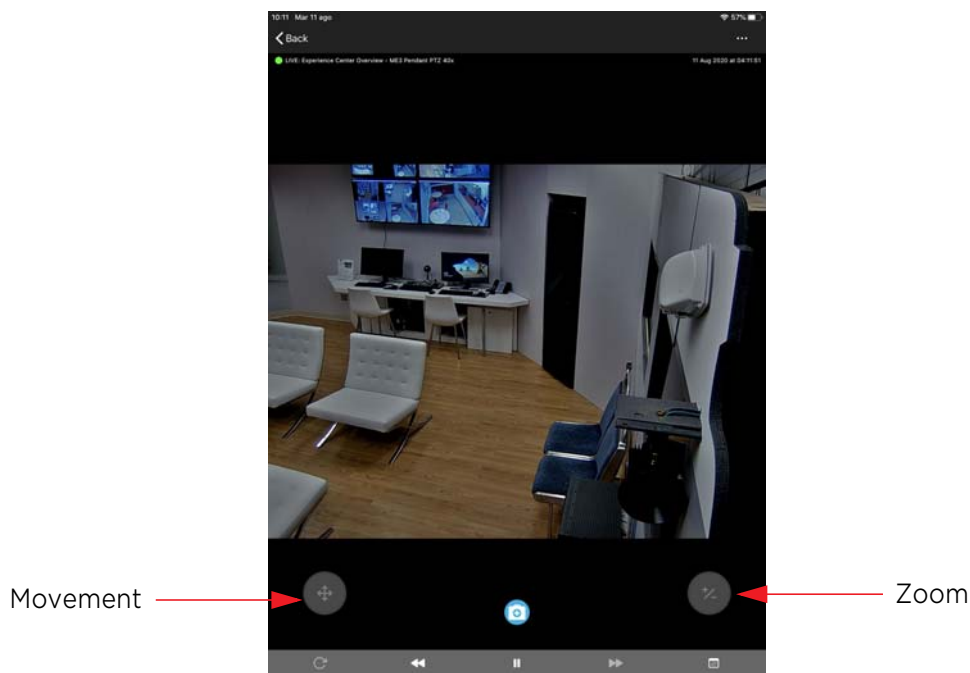 10:11 Mar 11 ago
57%
Back
LIVE: Experience Center Overview - ME3 Pendant PTZ 40x
11 Aug 2020 at 04:11:51
Movement
Zoom